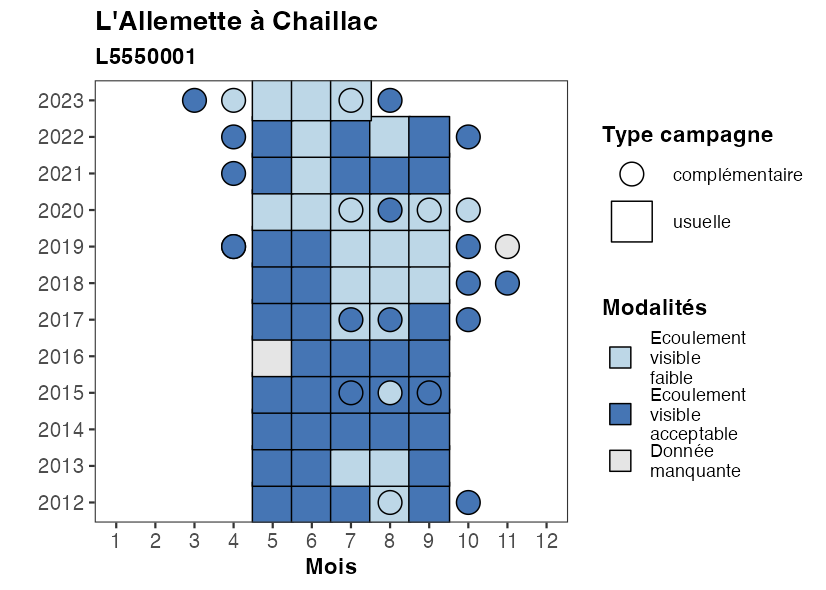 L'Allemette à Chaillac
L5550001
2023
2022
2021
2020
2019
2018
2017
2016
2015
2014
2013
2012
1 2 3 4 5 6 7 8 9 10 11 12
Mois
Type campagne
complémentaire
usuelle
Modalités
Ecoulement
visible
faible
Ecoulement
visible
acceptable
Donnée
manquante